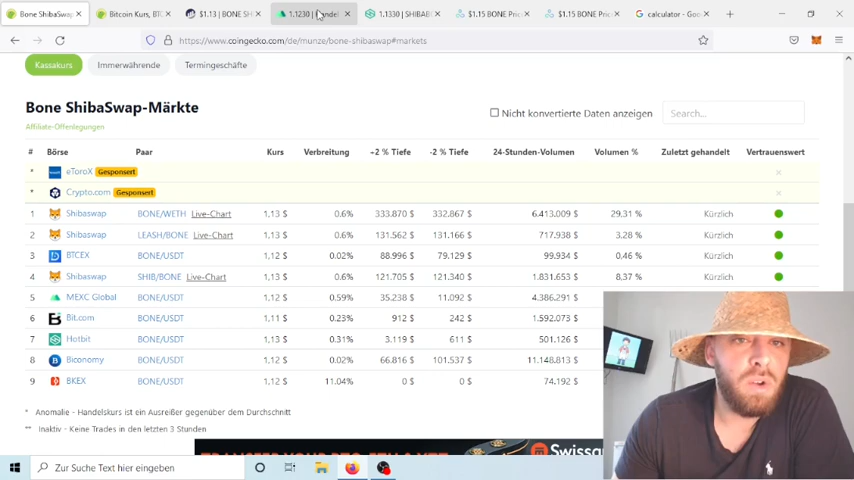 Bone ShibaSwap
Bitcoin Kurs, BT
$1.13 | BONE SH
1.1230 |
1.1330 | SHIBAB
$1.15 BONE Pric
$1.15 BONE Pric
calculator - Goo
https://www.coingecko.com/de/munze/bone-shibaswap#markets
Kassakurs Immerwährende Termingeschäfte
Bone ShibaSwap-Märkte
Affiliate-Offenlegungen
Nicht konvertierte Daten anzeigen Search...
# Börse Paar Kurs Verbreitung +2 % Tiefe -2 % Tiefe 24-Stunden-Volumen Volumen % Zuletzt gehandelt Vertrauenswert
* eToroX Gesponsert
* Crypto.com Gesponsert
1 Shibaswap BONE/WETH Live-Chart 1,13 $ 0.6% 333.870 $ 332.867 $ 6.413.009 $ 29,31 % Kürzlich
2 Shibaswap LEASH/BONE Live-Chart 1,13 $ 0.6% 131.562 $ 131.166 $ 717.938 $ 3,28 % Kürzlich
3 BTCEX BONE/USDT 1,12 $ 0.02% 88.996 $ 79.129 $ 99.934 $ 0,46 % Kürzlich
4 Shibaswap SHIB/BONE Live-Chart 1,13 $ 0.6% 121.705 $ 121.340 $ 1.831.653 $ 8,37 % Kürzlich
5 MEXC Global BONE/USDT 1,12 $ 0.59% 35.238 $ 11.092 $ 4.386.291 $
6 Bit.com BONE/USDT 1,11 $ 0.23% 912 $ 242 $ 1.592.073 $
7 Hotbit BONE/USDT 1,13 $ 0.31% 3.119 $ 611 $ 501.126 $
8 Biconomy BONE/USDT 1,12 $ 0.02% 66.816 $ 101.537 $ 11.148.813 $
9 BKEX BONE/USDT 1,12 $ 11.04% 0 $ 0 $ 74.192 $
* Anomalie - Handelskurs ist ein Ausreißer gegenüber dem Durchschnitt
** Inaktiv - Keine Trades in den letzten 3 Stunden
Zur Suche Text hier eingeben